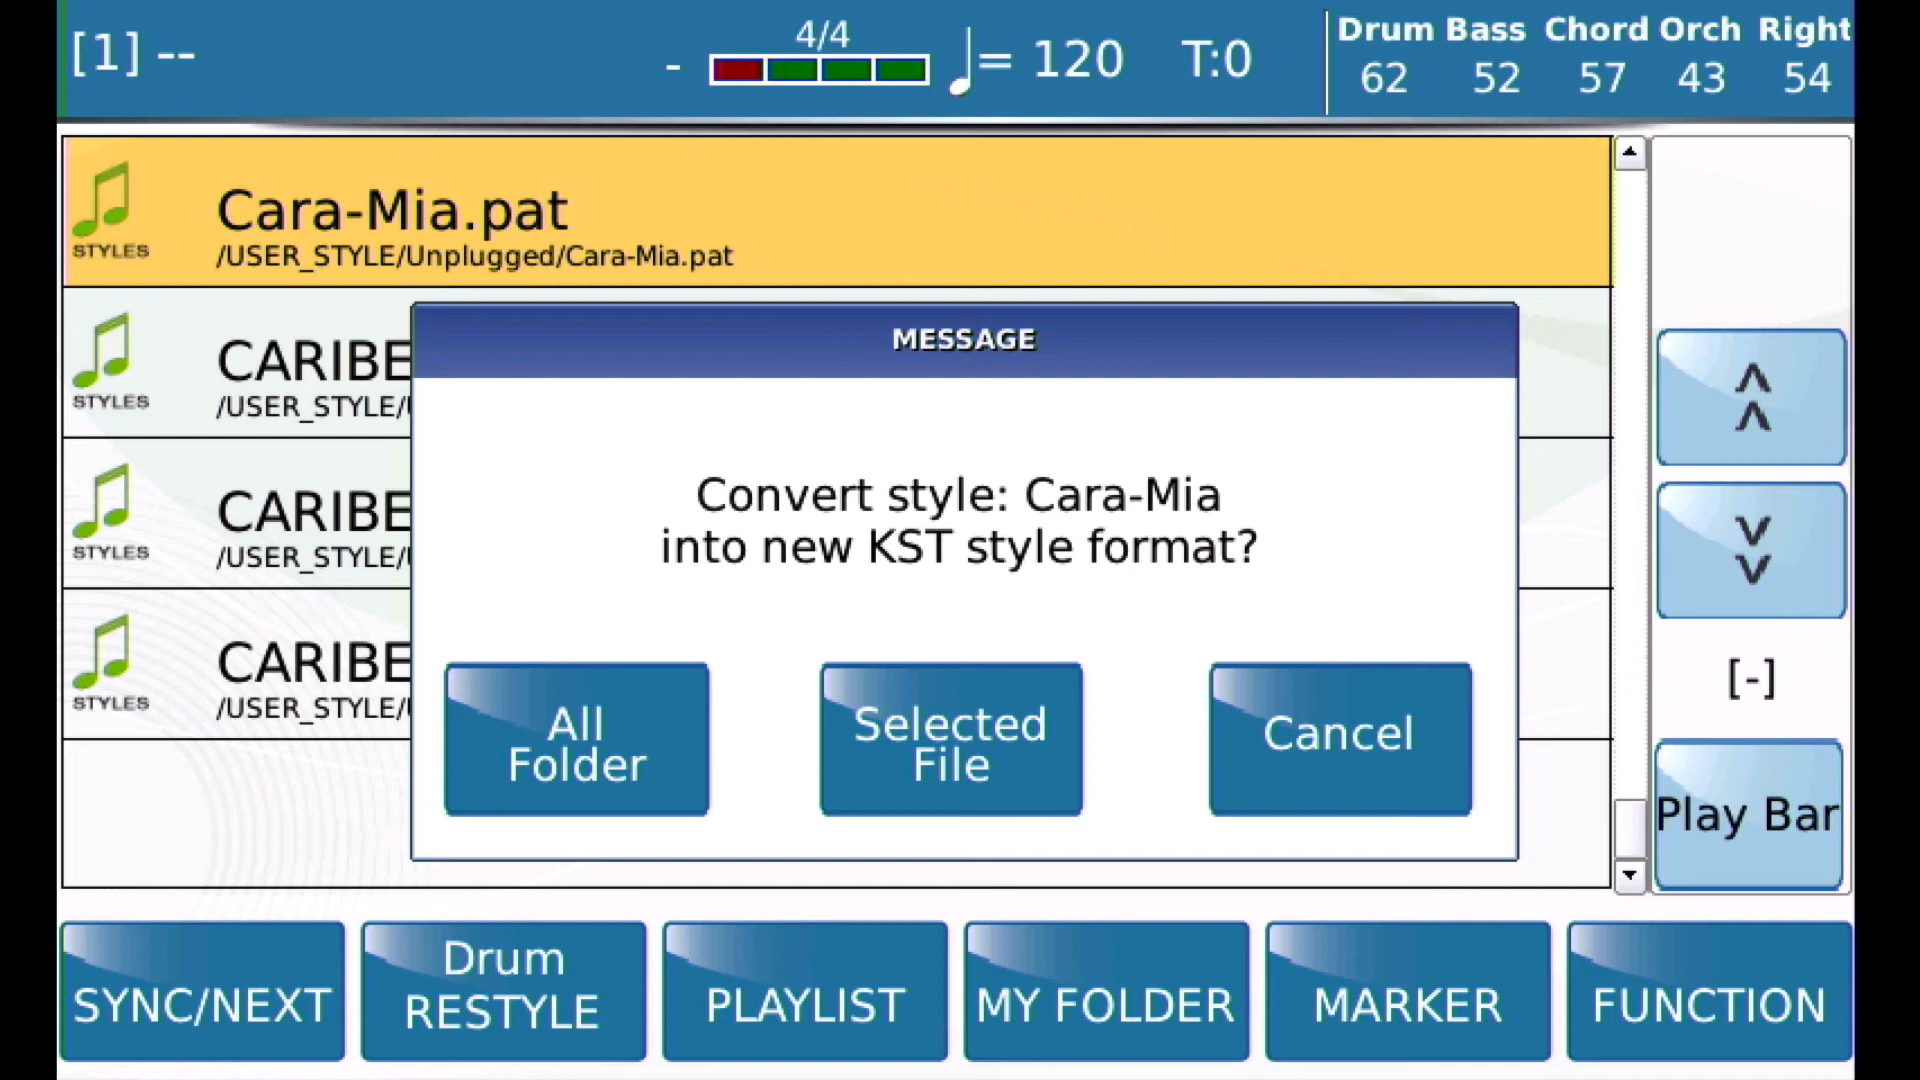 [1] --
-
4/4
= 120
T:0
Drum Bass Chord Orch Right
62 52 57 43 54
STYLES
Cara-Mia.pat
/USER_STYLE/Unplugged/Cara-Mia.pat
STYLES
CARIBE
/USER_STYLE/
STYLES
CARIBE
/USER_STYLE/
STYLES
CARIBE
/USER_STYLE/
MESSAGE
Convert style: Cara-Mia
into new KST style format?
All
Folder
Selected
File
Cancel
[-]
Play Bar
SYNC/NEXT
Drum
RESTYLE
PLAYLIST
MY FOLDER
MARKER
FUNCTION